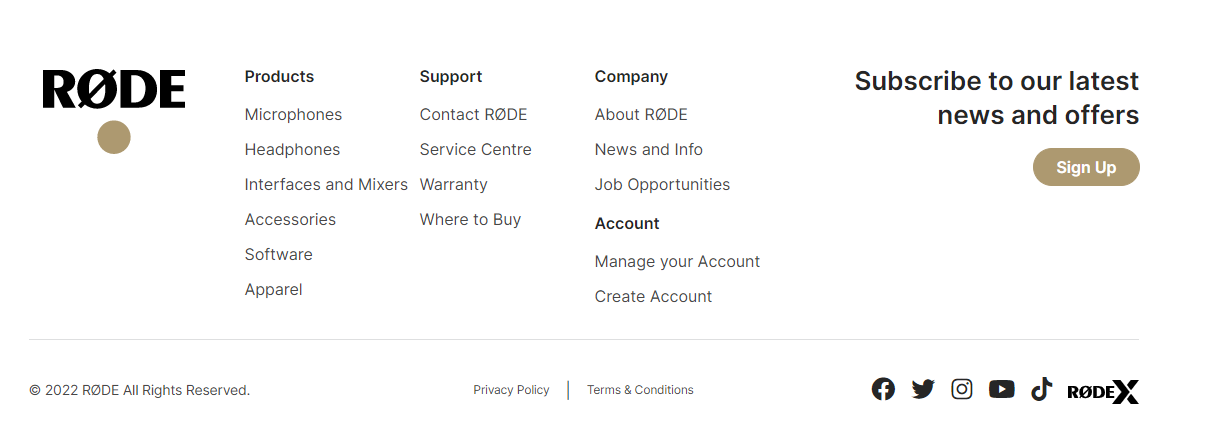 RØDE
Products
Microphones
Headphones
Interfaces and Mixers
Accessories
Software
Apparel
Support
Contact RØDE
Service Centre
Warranty
Where to Buy
Company
About RØDE
News and Info
Job Opportunities
Account
Manage your Account
Create Account
Subscribe to our latest
news and offers
Sign Up
© 2022 RØDE All Rights Reserved.
Privacy Policy | Terms & Conditions
RØDEX